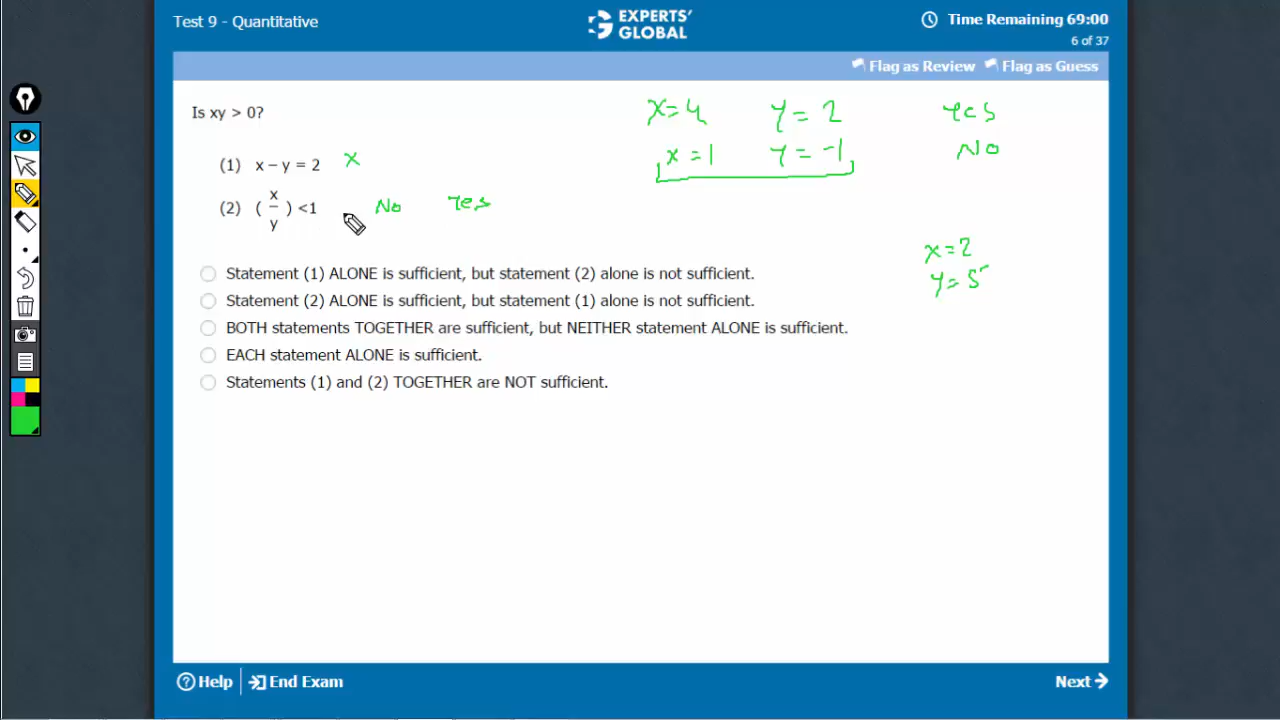 Test 9 - Quantitative
EXPERTS'
GLOBAL
Time Remaining 69:00
6 of 37
Flag as Review
Flag as Guess
Is xy > 0?
x=4 y=2 Yes
x=1 y=-1 No
(1) x – y = 2 x
(2) (x/y) <1 No Yes
x=2
y=5
Statement (1) ALONE is sufficient, but statement (2) alone is not sufficient.
Statement (2) ALONE is sufficient, but statement (1) alone is not sufficient.
BOTH statements TOGETHER are sufficient, but NEITHER statement ALONE is sufficient.
EACH statement ALONE is sufficient.
Statements (1) and (2) TOGETHER are NOT sufficient.
Help
End Exam
Next